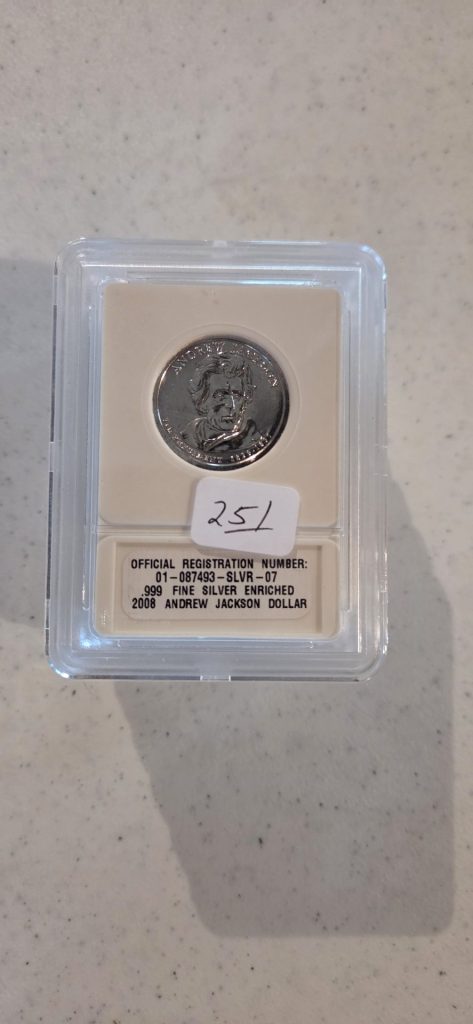 ANDREW JACKSON
251
OFFICIAL REGISTRATION NUMBER:
01-087493-SLVR-07
.999 FINE SILVER ENRICHED
2008 ANDREW JACKSON DOLLAR